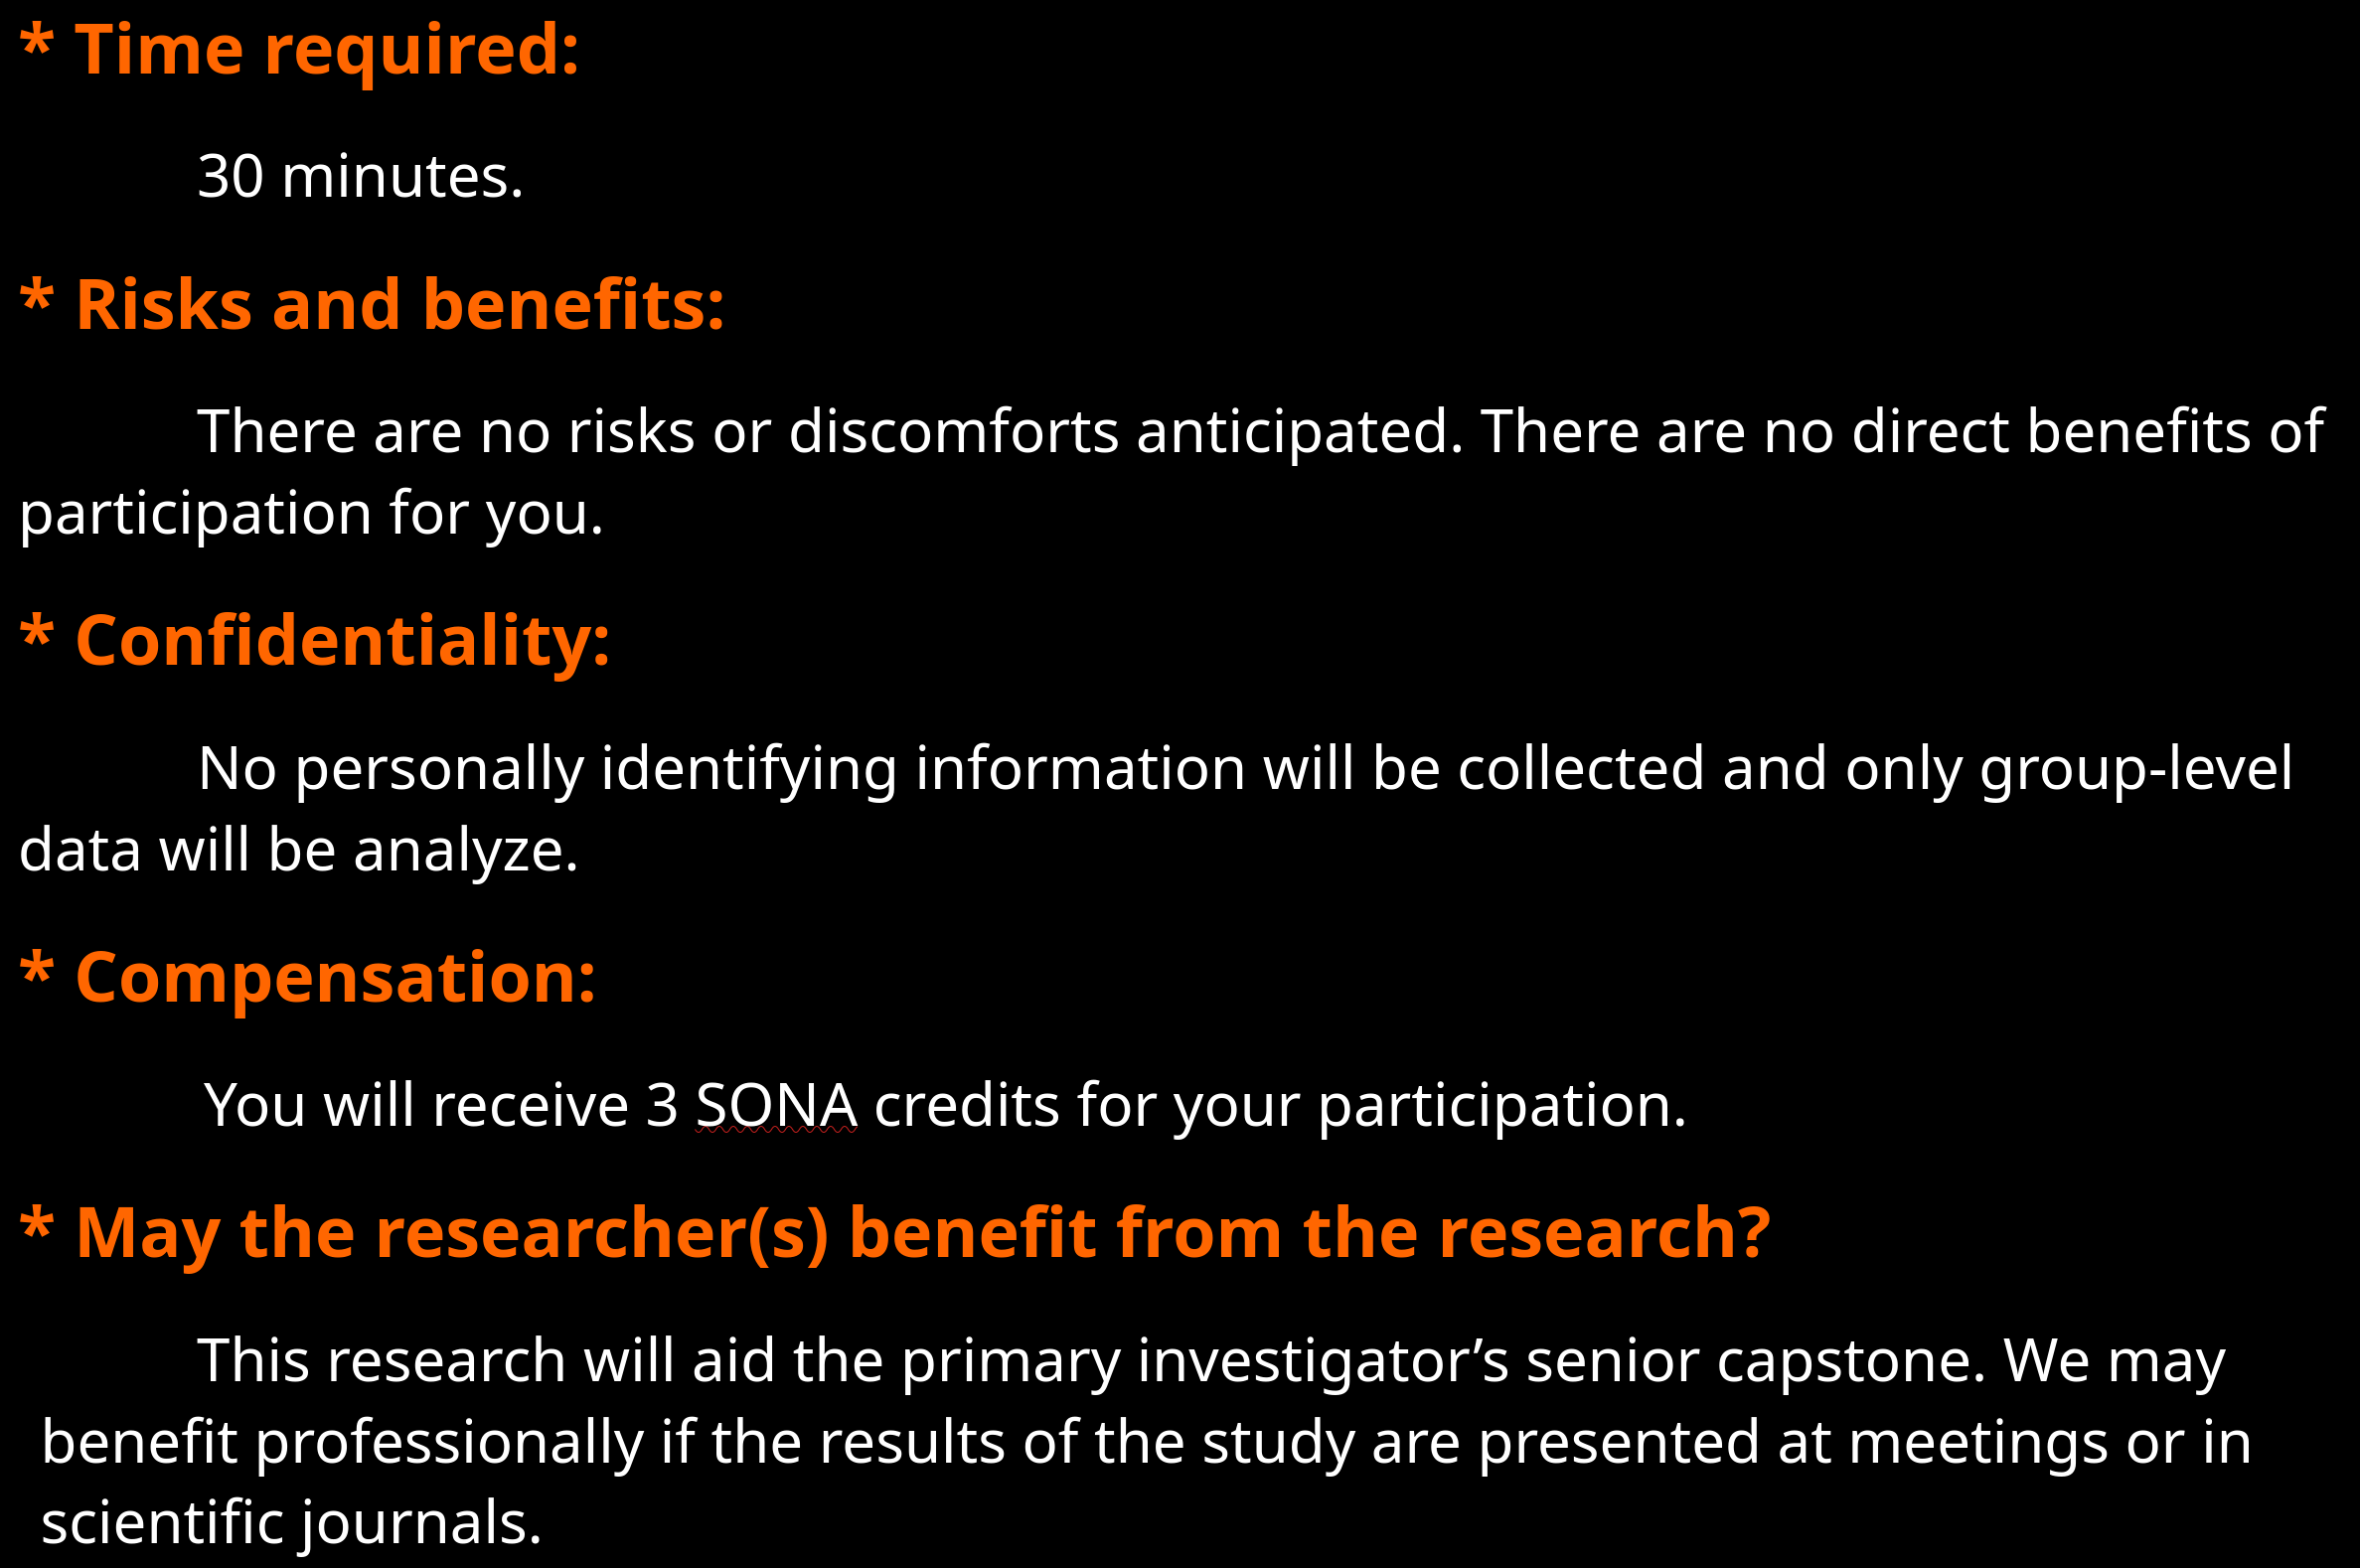 * Time required:
30 minutes.
* Risks and benefits:
There are no risks or discomforts anticipated. There are no direct benefits of
participation for you.
* Confidentiality:
No personally identifying information will be collected and only group-level
data will be analyze.
* Compensation:
You will receive 3 SONA credits for your participation.
* May the researcher(s) benefit from the research?
This research will aid the primary investigator’s senior capstone. We may
benefit professionally if the results of the study are presented at meetings or in
scientific journals.